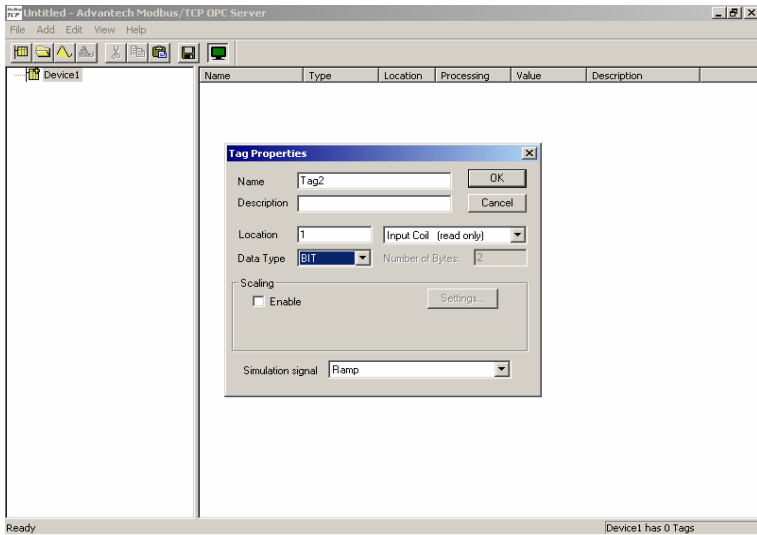 Untitled - Advantech Modbus/TCP OPC Server
File Add Edit View Help
Device1
Name Type Location Processing Value Description
Tag Properties
Name Tag2 OK
Description Cancel
Location 1 Input Coil (read only)
Data Type BIT Number of Bytes: 2
Scaling
Enable Settings...
Simulation signal Ramp
Ready Device1 has 0 Tags